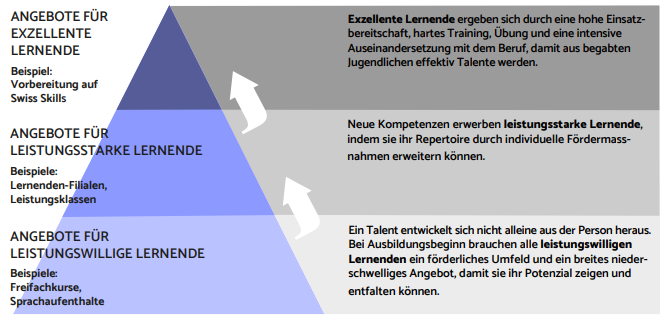 ANGEBOTE FÜR
EXZELLENTE
LERNENDE
Beispiel:
Vorbereitung auf
Swiss Skills
Exzellente Lernende ergeben sich durch eine hohe Einsatz-
bereitschaft, hartes Training, Übung und eine intensive
Auseinandersetzung mit dem Beruf, damit aus begabten
Jugendlichen effektiv Talente werden.
ANGEBOTE FÜR
LEISTUNGSSTARKE LERNENDE
Beispiele:
Lernenden-Filialen,
Leistungsklassen
Neue Kompetenzen erwerben leistungsstarke Lernende,
indem sie ihr Repertoire durch individuelle Fördermass-
nahmen erweitern können.
ANGEBOTE FÜR
LEISTUNGSWILLIGE LERNENDE
Beispiele:
Freifachkurse,
Sprachaufenthalte
Ein Talent entwickelt sich nicht alleine aus der Person heraus.
Bei Ausbildungsbeginn brauchen alle leistungswilligen
Lernenden ein förderliches Umfeld und ein breites nieder-
schwelliges Angebot, damit sie ihr Potenzial zeigen und
entfalten können.